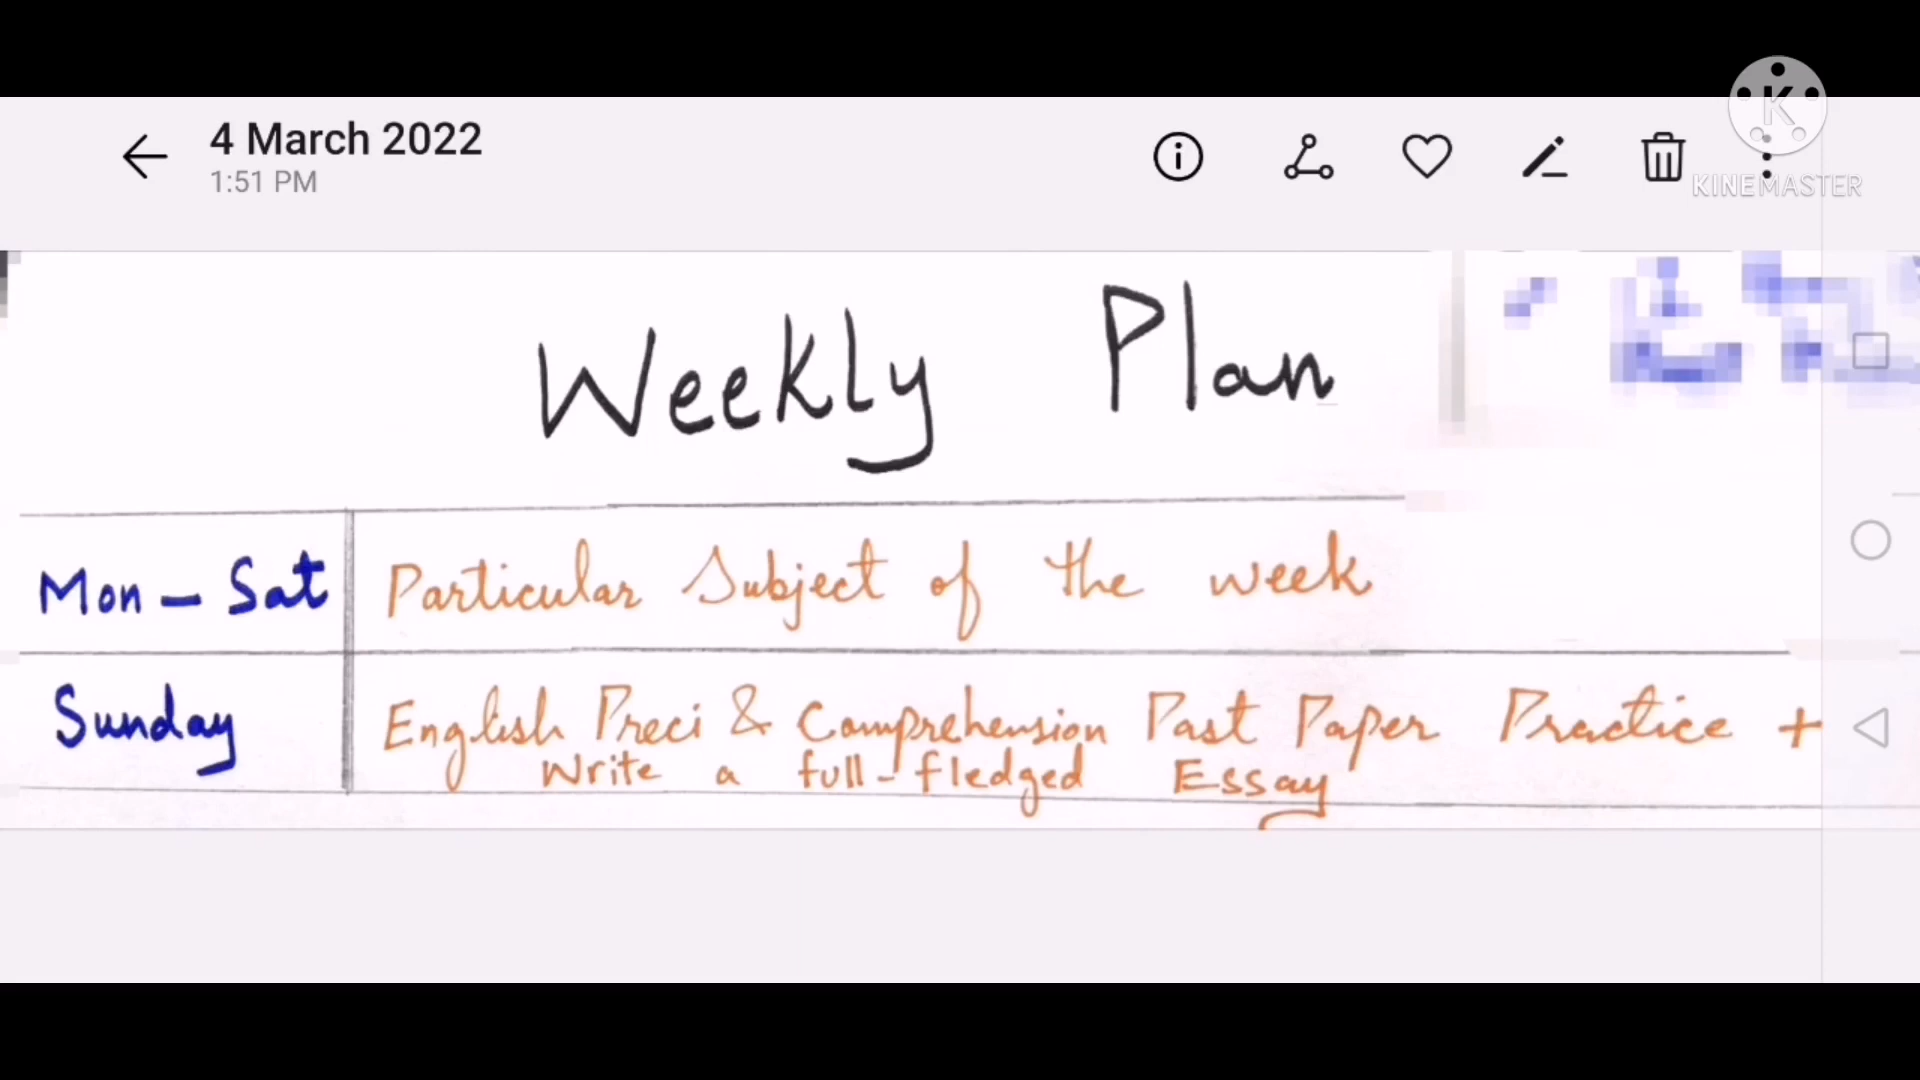 4 March 2022
1:51 PM
K
KINEMASTER
Weekly Plan
Mon - Sat Particular Subject of the week
Sunday English Preci & Comprehension Past Paper Practice +
Write a full-fledged Essay